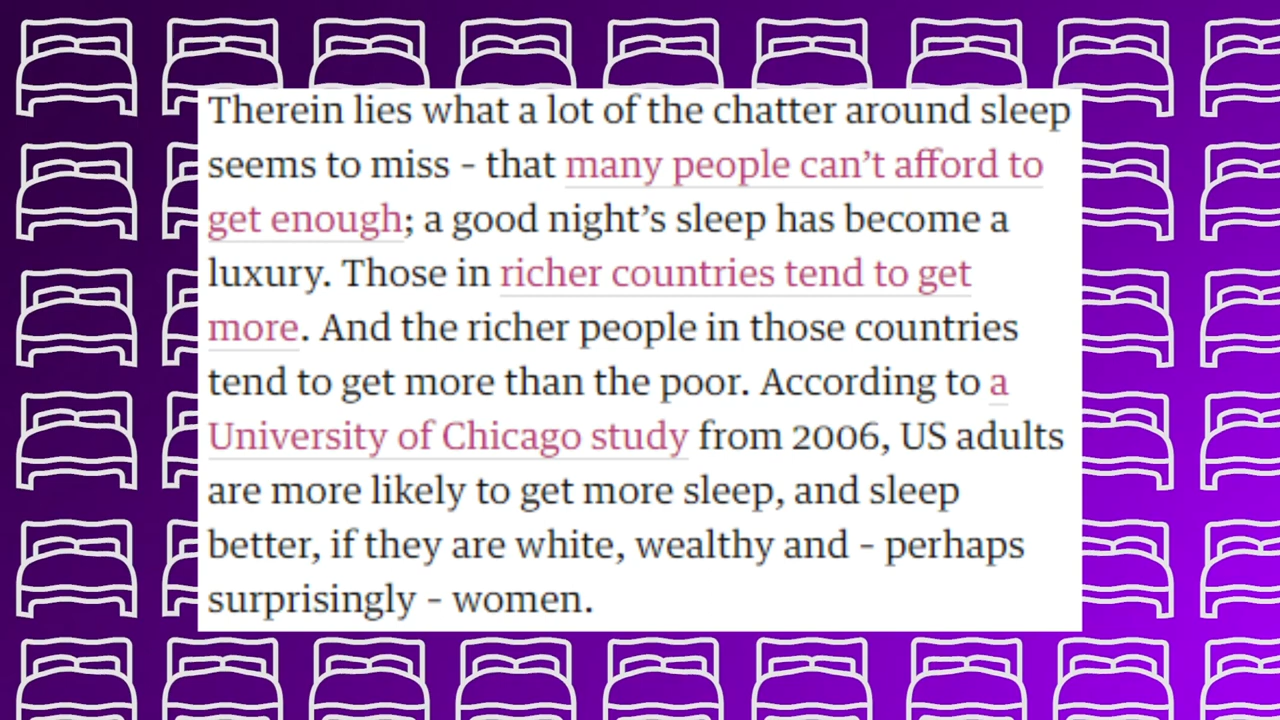 Therein lies what a lot of the chatter around sleep
seems to miss – that many people can’t afford to
get enough; a good night’s sleep has become a
luxury. Those in richer countries tend to get
more. And the richer people in those countries
tend to get more than the poor. According to a
University of Chicago study from 2006, US adults
are more likely to get more sleep, and sleep
better, if they are white, wealthy and – perhaps
surprisingly – women.